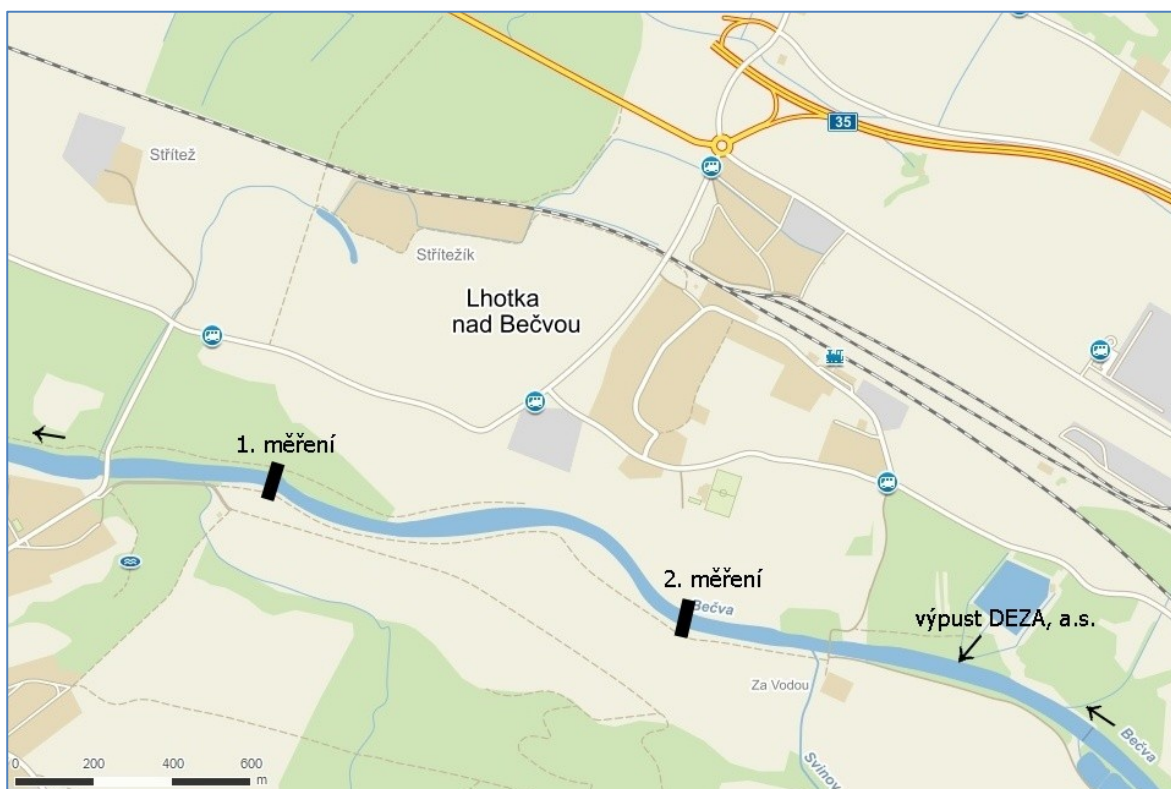 35
Střítež
Střítežík
Lhotka
nad Bečvou
1. měření
2. měření
Bečva
výpust DEZA, a.s.
Za Vodou
Bečva
Svinov
0 200 400 600
m